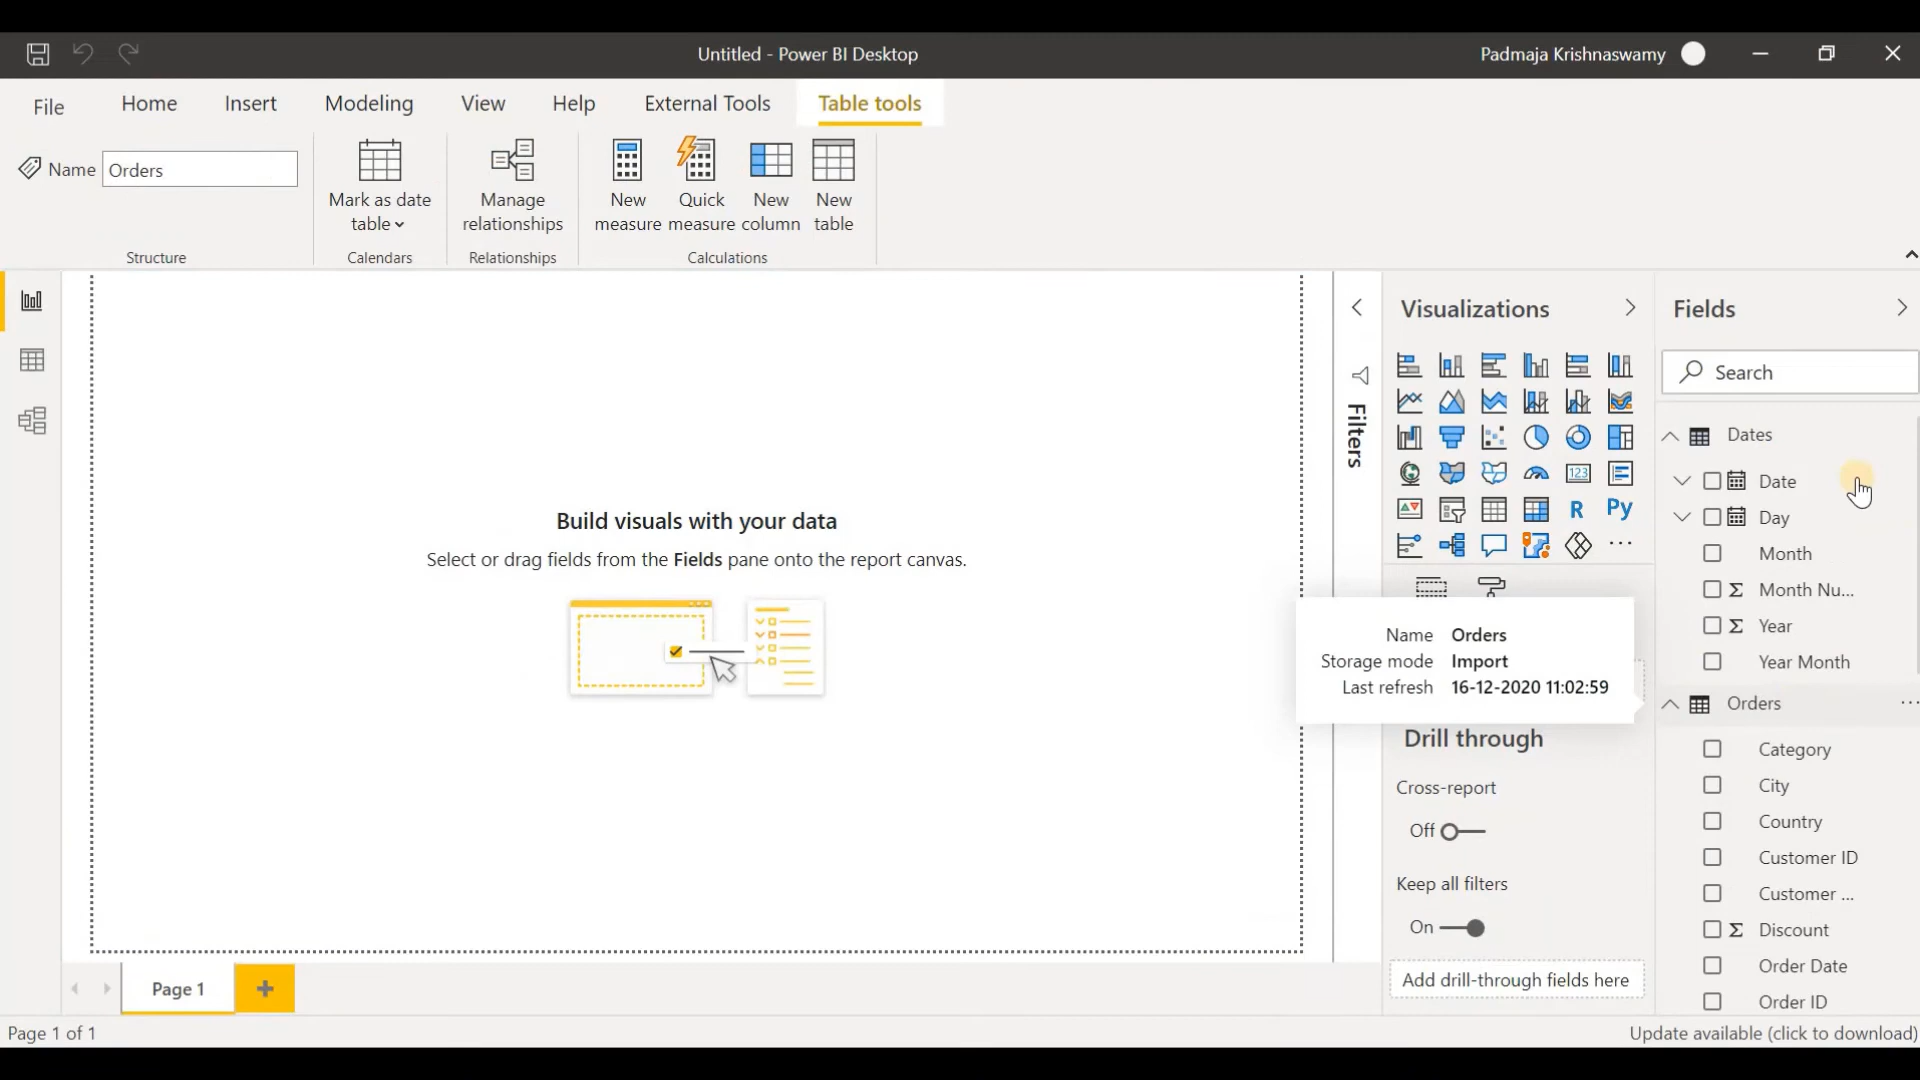 Untitled - Power BI Desktop
Padmaja Krishnaswamy
File
Home
Insert
Modeling
View
Help
External Tools
Table tools
Name
Orders
Mark as date
table
Manage
relationships
New
measure
Quick
measure
New
column
New
table
Structure
Calendars
Relationships
Calculations
Build visuals with your data
Select or drag fields from the Fields pane onto the report canvas.
Filters
Visualizations
123
R
Py
Name Orders
Storage mode Import
Last refresh 16-12-2020 11:02:59
Drill through
Cross-report
Off
Keep all filters
On
Add drill-through fields here
Fields
Search
Dates
Date
Day
Month
Σ Month Nu...
Σ Year
Year Month
Orders
Category
City
Country
Customer ID
Customer ...
Σ Discount
Order Date
Order ID
Page 1
Page 1 of 1
Update available (click to download)